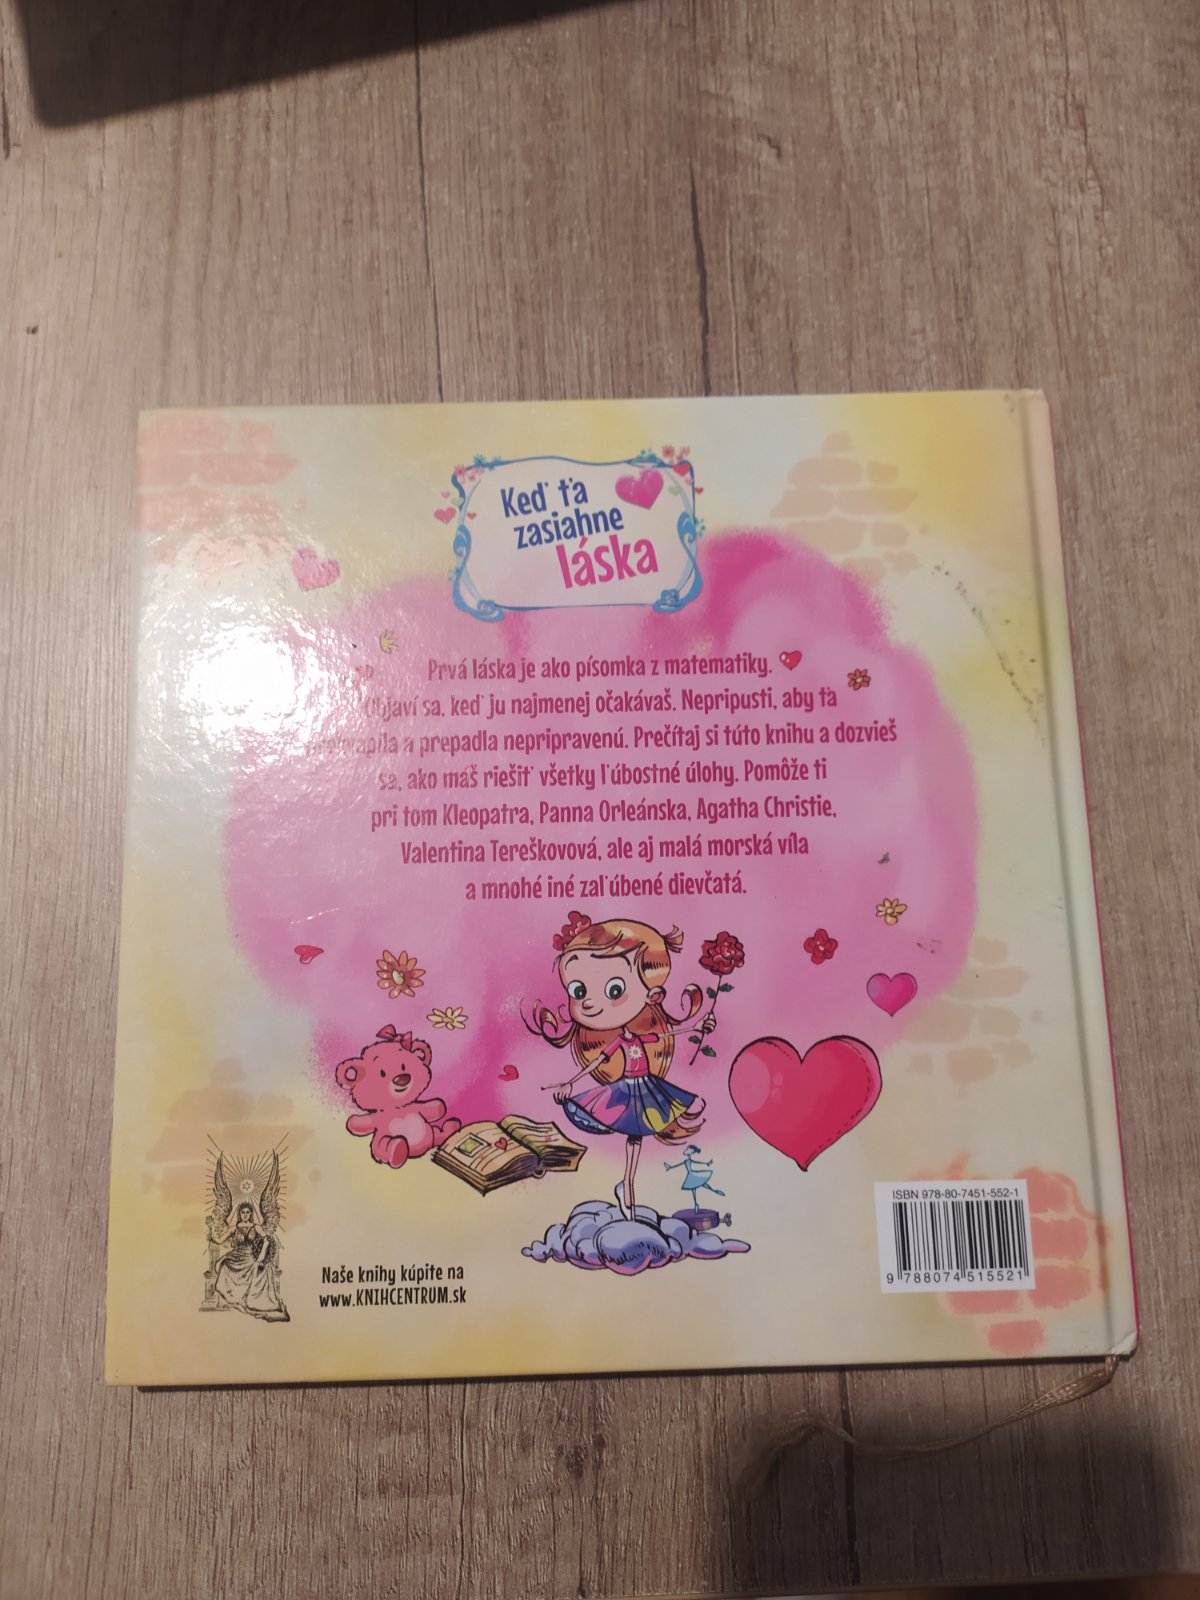 Keď ťa
zasiahne
láska
Prvá láska je ako písomka z matematiky.
Objaví sa, keď ju najmenej očakávaš. Nepripusti, aby ťa
prekvapila a prepadla nepripravenú. Prečítaj si túto knihu a dozvieš
sa, ako máš riešiť všetky ľúbostné úlohy. Pomôže ti
pri tom Kleopatra, Panna Orleánska, Agatha Christie,
Valentina Tereškovová, ale aj malá morská víla
a mnohé iné zaľúbené dievčatá.
Naše knihy kúpite na
www.KNIHCENTRUM.sk
ISBN 978-80-7451-552-1
9 788074 515521